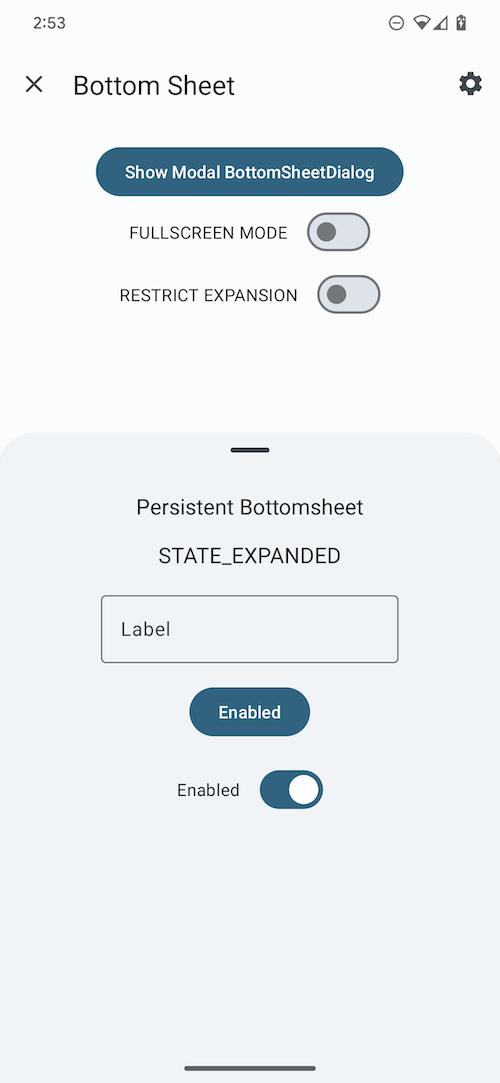 2:53
Bottom Sheet
Show Modal BottomSheetDialog
FULLSCREEN MODE
RESTRICT EXPANSION
Persistent Bottomsheet
STATE_EXPANDED
Label
Enabled
Enabled